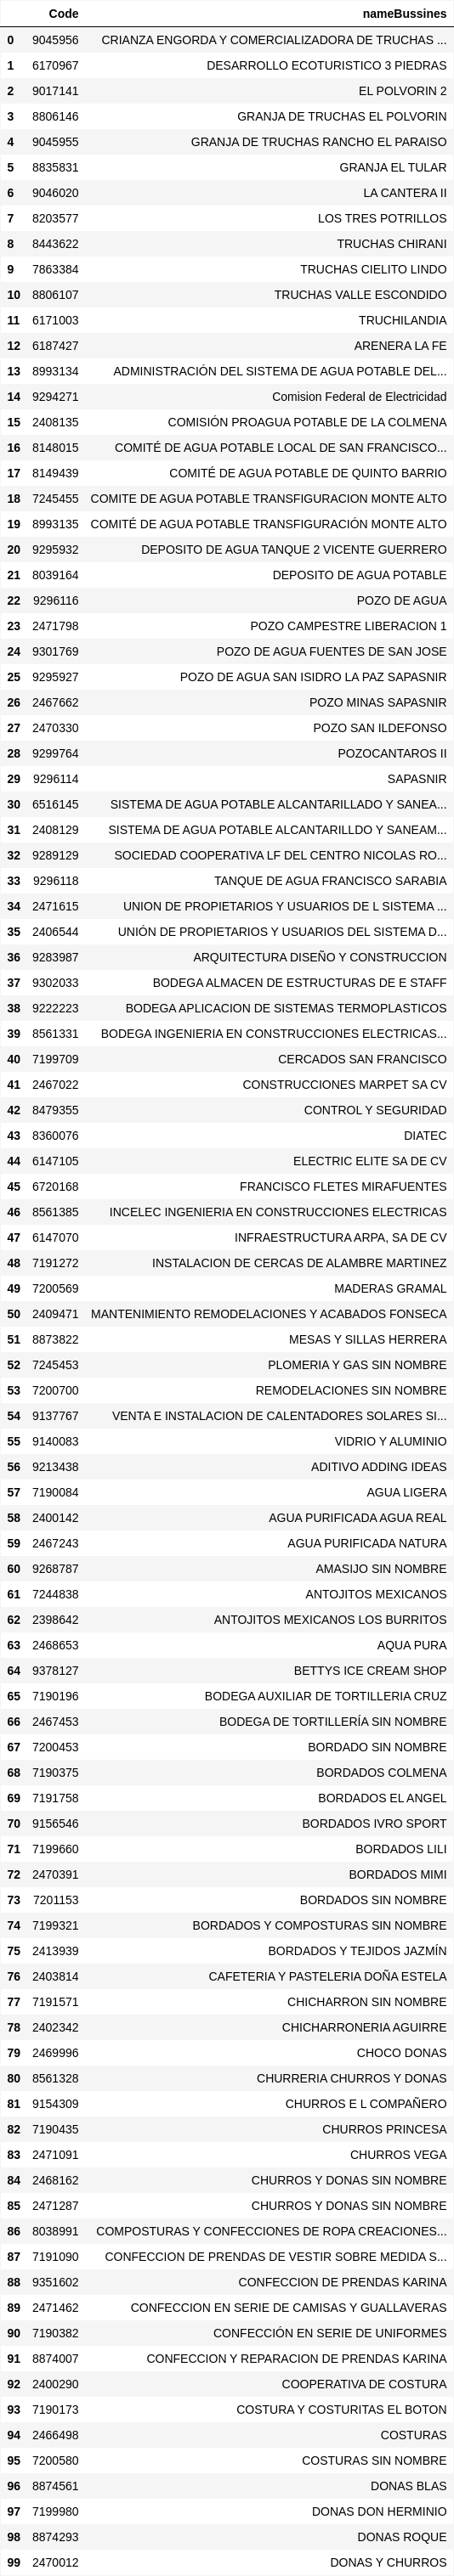 Code nameBussines
0 9045956 CRIANZA ENGORDA Y COMERCIALIZADORA DE TRUCHAS ...
1 6170967 DESARROLLO ECOTURISTICO 3 PIEDRAS
2 9017141 EL POLVORIN 2
3 8806146 GRANJA DE TRUCHAS EL POLVORIN
4 9045955 GRANJA DE TRUCHAS RANCHO EL PARAISO
5 8835831 GRANJA EL TULAR
6 9046020 LA CANTERA II
7 8203577 LOS TRES POTRILLOS
8 8443622 TRUCHAS CHIRANI
9 7863384 TRUCHAS CIELITO LINDO
10 8806107 TRUCHAS VALLE ESCONDIDO
11 6171003 TRUCHILANDIA
12 6187427 ARENERA LA FE
13 8993134 ADMINISTRACIÓN DEL SISTEMA DE AGUA POTABLE DEL...
14 9294271 Comision Federal de Electricidad
15 2408135 COMISIÓN PROAGUA POTABLE DE LA COLMENA
16 8148015 COMITÉ DE AGUA POTABLE LOCAL DE SAN FRANCISCO...
17 8149439 COMITÉ DE AGUA POTABLE DE QUINTO BARRIO
18 7245455 COMITE DE AGUA POTABLE TRANSFIGURACION MONTE ALTO
19 8993135 COMITÉ DE AGUA POTABLE TRANSFIGURACIÓN MONTE ALTO
20 9295932 DEPOSITO DE AGUA TANQUE 2 VICENTE GUERRERO
21 8039164 DEPOSITO DE AGUA POTABLE
22 9296116 POZO DE AGUA
23 2471798 POZO CAMPESTRE LIBERACION 1
24 9301769 POZO DE AGUA FUENTES DE SAN JOSE
25 9295927 POZO DE AGUA SAN ISIDRO LA PAZ SAPASNIR
26 2467662 POZO MINAS SAPASNIR
27 2470330 POZO SAN ILDEFONSO
28 9299764 POZOCANTAROS II
29 9296114 SAPASNIR
30 6516145 SISTEMA DE AGUA POTABLE ALCANTARILLADO Y SANEA...
31 2408129 SISTEMA DE AGUA POTABLE ALCANTARILLDO Y SANEAM...
32 9289129 SOCIEDAD COOPERATIVA LF DEL CENTRO NICOLAS RO...
33 9296118 TANQUE DE AGUA FRANCISCO SARABIA
34 2471615 UNION DE PROPIETARIOS Y USUARIOS DE L SISTEMA ...
35 2406544 UNIÓN DE PROPIETARIOS Y USUARIOS DEL SISTEMA D...
36 9283987 ARQUITECTURA DISEÑO Y CONSTRUCCION
37 9302033 BODEGA ALMACEN DE ESTRUCTURAS DE E STAFF
38 9222223 BODEGA APLICACION DE SISTEMAS TERMOPLASTICOS
39 8561331 BODEGA INGENIERIA EN CONSTRUCCIONES ELECTRICAS...
40 7199709 CERCADOS SAN FRANCISCO
41 2467022 CONSTRUCCIONES MARPET SA CV
42 8479355 CONTROL Y SEGURIDAD
43 8360076 DIATEC
44 6147105 ELECTRIC ELITE SA DE CV
45 6720168 FRANCISCO FLETES MIRAFUENTES
46 8561385 INCELEC INGENIERIA EN CONSTRUCCIONES ELECTRICAS
47 6147070 INFRAESTRUCTURA ARPA, SA DE CV
48 7191272 INSTALACION DE CERCAS DE ALAMBRE MARTINEZ
49 7200569 MADERAS GRAMAL
50 2409471 MANTENIMIENTO REMODELACIONES Y ACABADOS FONSECA
51 8873822 MESAS Y SILLAS HERRERA
52 7245453 PLOMERIA Y GAS SIN NOMBRE
53 7200700 REMODELACIONES SIN NOMBRE
54 9137767 VENTA E INSTALACION DE CALENTADORES SOLARES SI...
55 9140083 VIDRIO Y ALUMINIO
56 9213438 ADITIVO ADDING IDEAS
57 7190084 AGUA LIGERA
58 2400142 AGUA PURIFICADA AGUA REAL
59 2467243 AGUA PURIFICADA NATURA
60 9268787 AMASIJO SIN NOMBRE
61 7244838 ANTOJITOS MEXICANOS
62 2398642 ANTOJITOS MEXICANOS LOS BURRITOS
63 2468653 AQUA PURA
64 9378127 BETTYS ICE CREAM SHOP
65 7190196 BODEGA AUXILIAR DE TORTILLERIA CRUZ
66 2467453 BODEGA DE TORTILLERÍA SIN NOMBRE
67 7200453 BORDADO SIN NOMBRE
68 7190375 BORDADOS COLMENA
69 7191758 BORDADOS EL ANGEL
70 9156546 BORDADOS IVRO SPORT
71 7199660 BORDADOS LILI
72 2470391 BORDADOS MIMI
73 7201153 BORDADOS SIN NOMBRE
74 7199321 BORDADOS Y COMPOSTURAS SIN NOMBRE
75 2413939 BORDADOS Y TEJIDOS JAZMÍN
76 2403814 CAFETERIA Y PASTELERIA DOÑA ESTELA
77 7191571 CHICHARRON SIN NOMBRE
78 2402342 CHICHARRONERIA AGUIRRE
79 2469996 CHOCO DONAS
80 8561328 CHURRERIA CHURROS Y DONAS
81 9154309 CHURROS E L COMPAÑERO
82 7190435 CHURROS PRINCESA
83 2471091 CHURROS VEGA
84 2468162 CHURROS Y DONAS SIN NOMBRE
85 2471287 CHURROS Y DONAS SIN NOMBRE
86 8038991 COMPOSTURAS Y CONFECCIONES DE ROPA CREACIONES...
87 7191090 CONFECCION DE PRENDAS DE VESTIR SOBRE MEDIDA S...
88 9351602 CONFECCION DE PRENDAS KARINA
89 2471462 CONFECCION EN SERIE DE CAMISAS Y GUALLAVERAS
90 7190382 CONFECCIÓN EN SERIE DE UNIFORMES
91 8874007 CONFECCION Y REPARACION DE PRENDAS KARINA
92 2400290 COOPERATIVA DE COSTURA
93 7190173 COSTURA Y COSTURITAS EL BOTON
94 2466498 COSTURAS
95 7200580 COSTURAS SIN NOMBRE
96 8874561 DONAS BLAS
97 7199980 DONAS DON HERMINIO
98 8874293 DONAS ROQUE
99 2470012 DONAS Y CHURROS